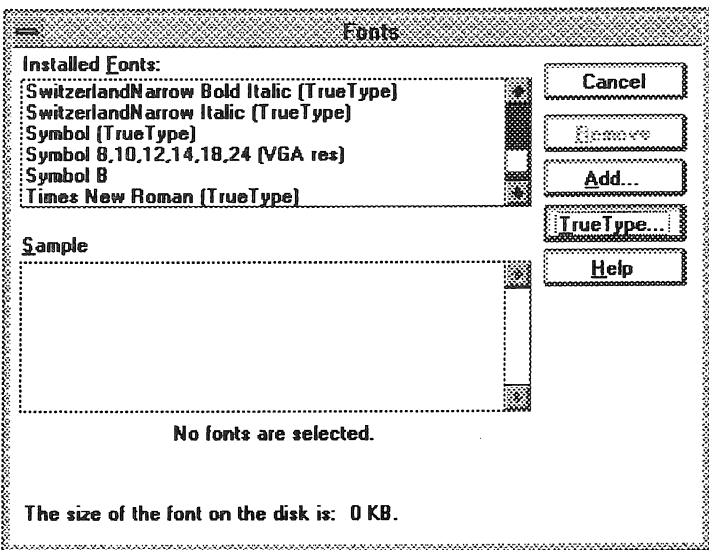 Fonts
Installed Fonts:
SwitzerlandNarrow Bold Italic (TrueType)
SwitzerlandNarrow Italic (TrueType)
Symbol (TrueType)
Symbol 8,10,12,14,18,24 (VGA res)
Symbol B
Times New Roman (TrueType)
Cancel
Remove
Add...
TrueType...
Help
Sample
No fonts are selected.
The size of the font on the disk is: 0 KB.